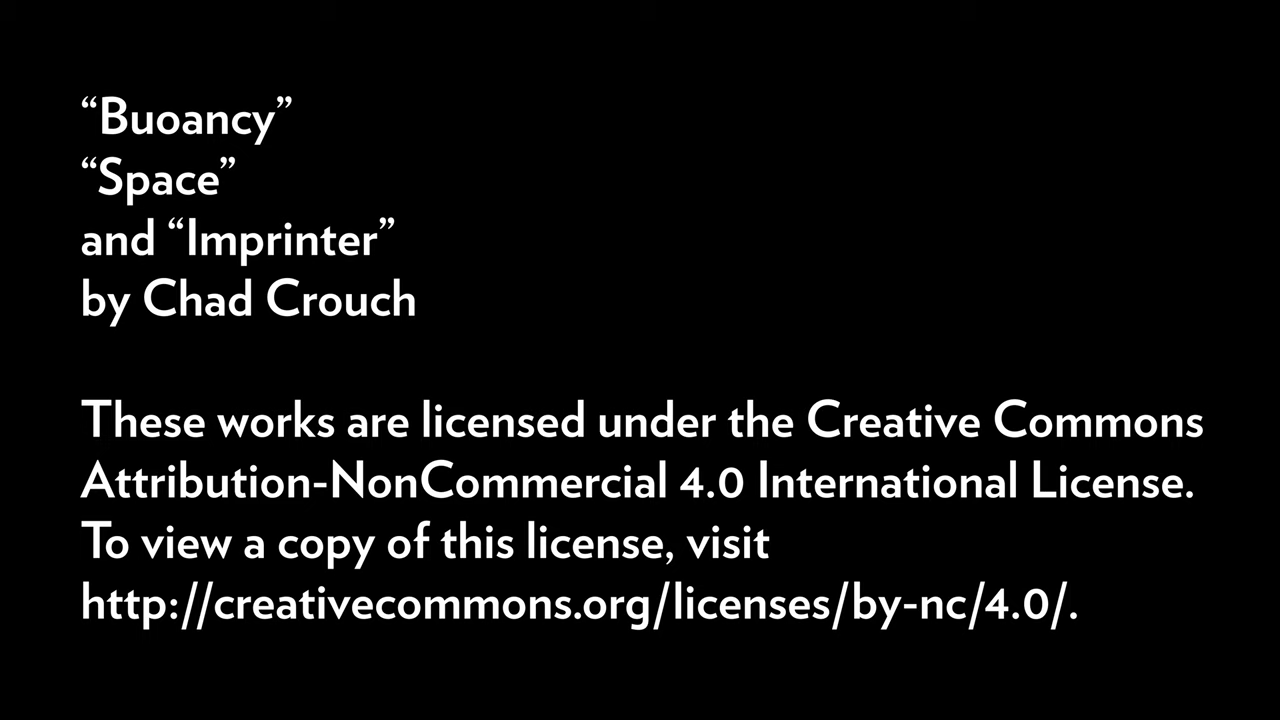 “Buoancy”
“Space”
and “Imprinter”
by Chad Crouch
These works are licensed under the Creative Commons
Attribution-NonCommercial 4.0 International License.
To view a copy of this license, visit
http://creativecommons.org/licenses/by-nc/4.0/.